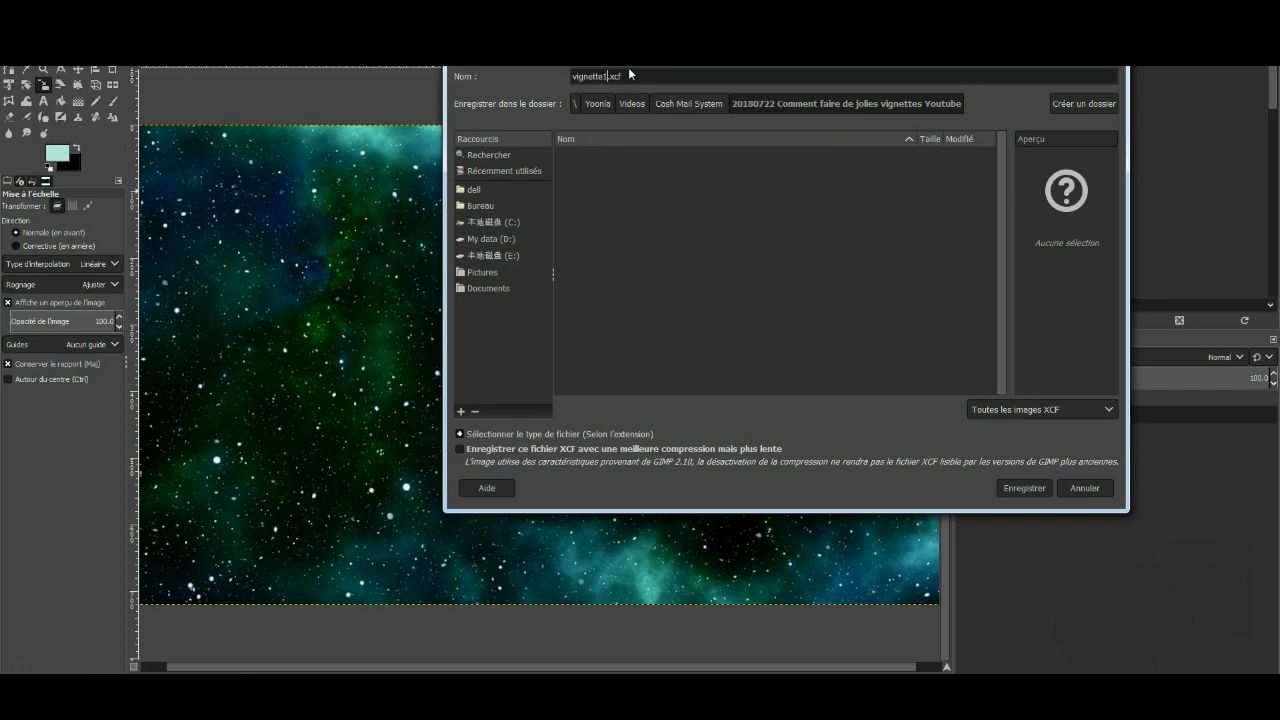 Nom :
vignette1.xcf
Enregistrer dans le dossier :
\
Yoonla
Videos
Cash Mail System
20180722 Comment faire de jolies vignettes Youtube
Créer un dossier
Raccourcis
Nom
Taille
Modifié
Aperçu
Rechercher
Récemment utilisés
dell
Bureau
本地磁盘 (C:)
My data (D:)
本地磁盘 (E:)
Pictures
Documents
Aucune sélection
Toutes les images XCF
Sélectionner le type de fichier (Selon l'extension)
Enregistrer ce fichier XCF avec une meilleure compression mais plus lente
L'image utilise des caractéristiques provenant de GIMP 2.10, la désactivation de la compression ne rendra pas le fichier XCF lisible par les versions de GIMP plus anciennes.
Aide
Enregistrer
Annuler
Mise à l'échelle
Transformer :
Direction
Normale (en avant)
Corrective (en arrière)
Type d'interpolation
Linéaire
Rognage
Ajuster
Affiche un aperçu de l'image
Opacité de l'image
100.0
Guides
Aucun guide
Conserver le rapport (Maj)
Autour du centre (Ctrl)
Normal
100.0